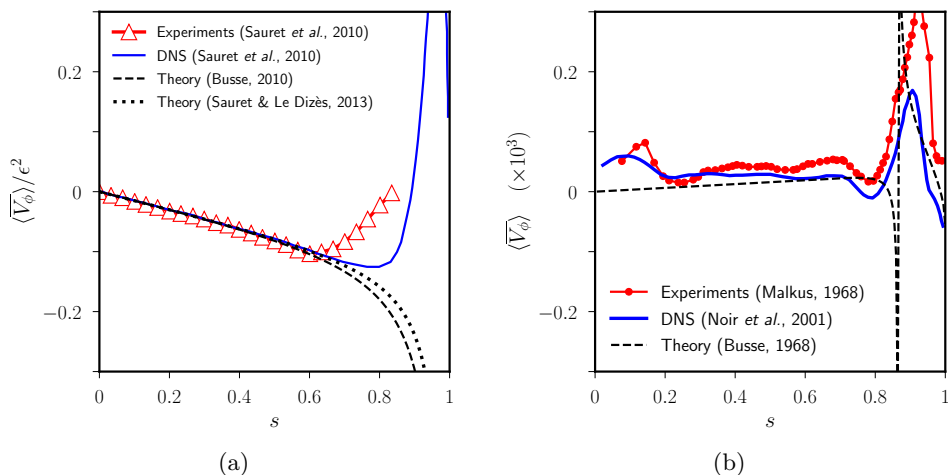 0.2
0
−0.2
⟨V̅ϕ⟩/ϵ²
0 0.2 0.4 0.6 0.8 1
s
Experiments (Sauret et al., 2010)
DNS (Sauret et al., 2010)
Theory (Busse, 2010)
Theory (Sauret & Le Dizès, 2013)
(a)
0.2
0
−0.2
⟨V̅ϕ⟩ (×10³)
0 0.2 0.4 0.6 0.8 1
s
Experiments (Malkus, 1968)
DNS (Noir et al., 2001)
Theory (Busse, 1968)
(b)